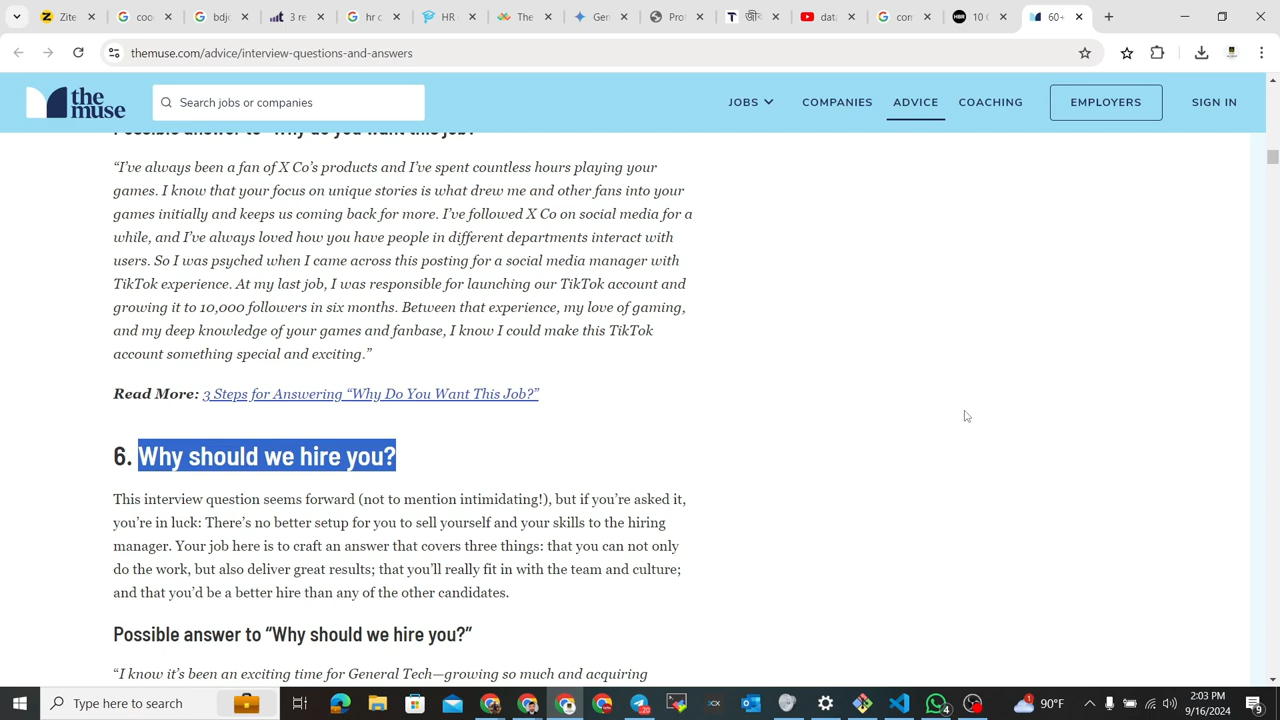 Zite
coo
bdjo
3 re
hr c
HR
The
Gen
Pro
data
con
10 C
60+
themuse.com/advice/interview-questions-and-answers
the muse
Search jobs or companies
JOBS
COMPANIES
ADVICE
COACHING
EMPLOYERS
SIGN IN
Possible answer to “Why do you want this job?”
“I’ve always been a fan of X Co’s products and I’ve spent countless hours playing your
games. I know that your focus on unique stories is what drew me and other fans into your
games initially and keeps us coming back for more. I’ve followed X Co on social media for a
while, and I’ve always loved how you have people in different departments interact with
users. So I was psyched when I came across this posting for a social media manager with
TikTok experience. At my last job, I was responsible for launching our TikTok account and
growing it to 10,000 followers in six months. Between that experience, my love of gaming,
and my deep knowledge of your games and fanbase, I know I could make this TikTok
account something special and exciting.”
Read More: 3 Steps for Answering “Why Do You Want This Job?”
6. Why should we hire you?
This interview question seems forward (not to mention intimidating!), but if you’re asked it,
you’re in luck: There’s no better setup for you to sell yourself and your skills to the hiring
manager. Your job here is to craft an answer that covers three things: that you can not only
do the work, but also deliver great results; that you’ll really fit in with the team and culture;
and that you’d be a better hire than any of the other candidates.
Possible answer to “Why should we hire you?”
“I know it’s been an exciting time for General Tech—growing so much and acquiring
Type here to search
90°F
2:03 PM
9/16/2024